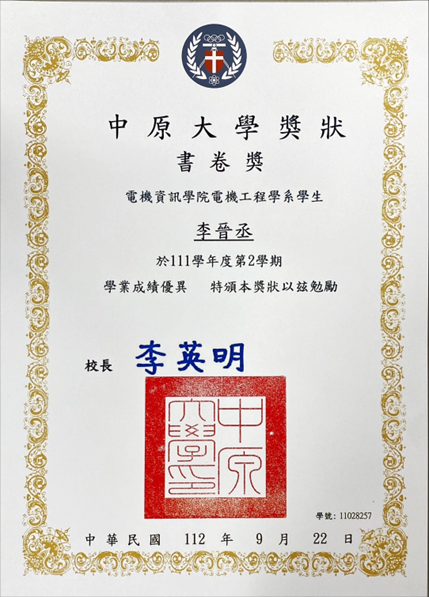 中原大學獎狀
書卷獎
電機資訊學院電機工程學系學生
李晉丞
於111學年度第2學期
學業成績優異 特頒本獎狀以茲勉勵
校長 李英明
中原大學印
學號: 11028257
中華民國 112 年 9 月 22 日